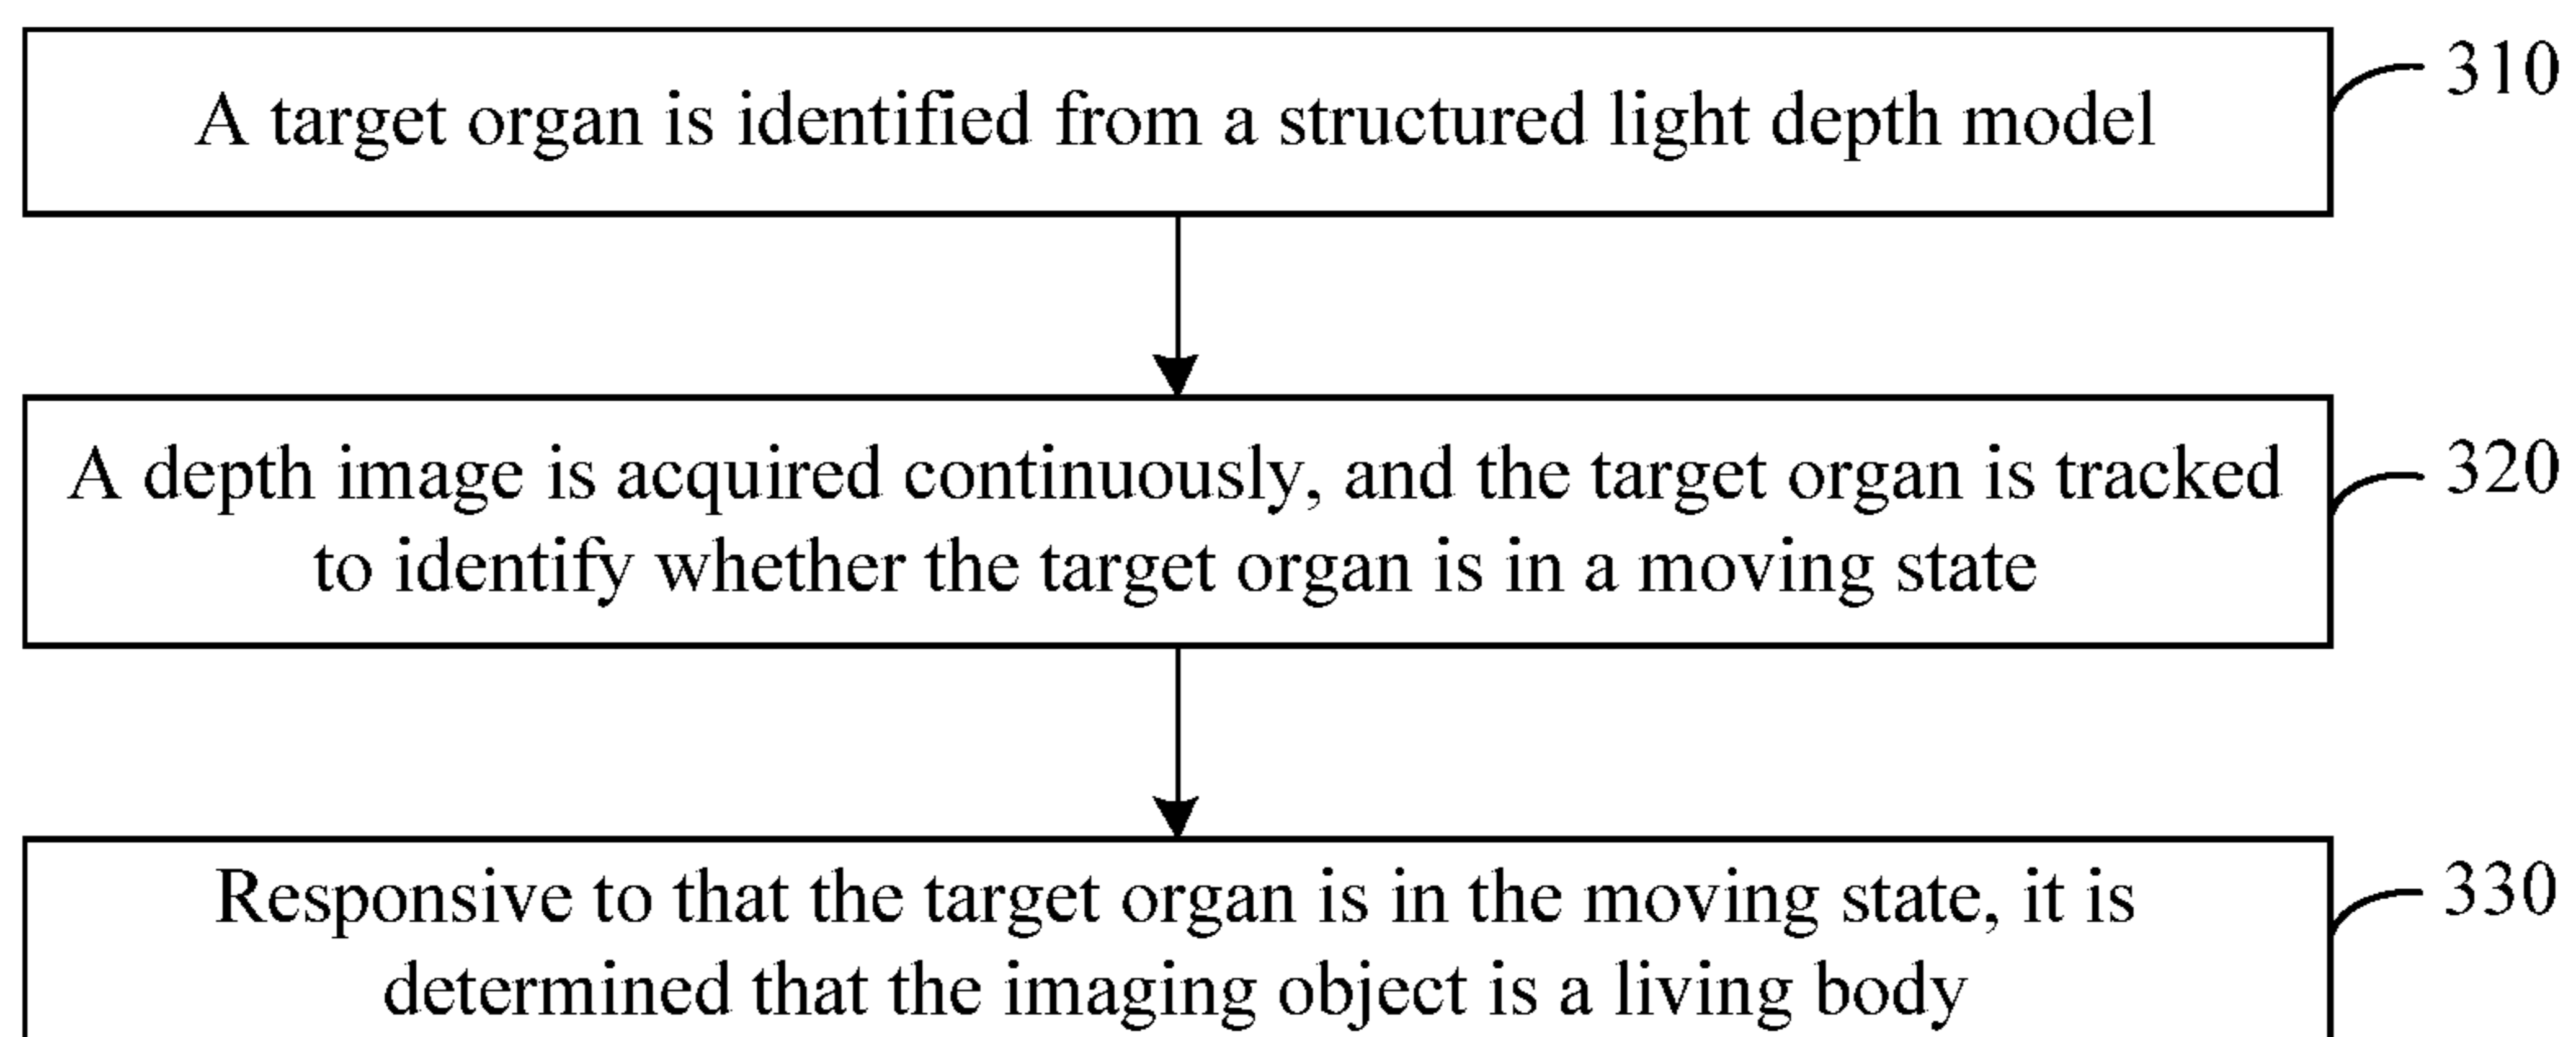 A target organ is identified from a structured light depth model
310
A depth image is acquired continuously, and the target organ is tracked
to identify whether the target organ is in a moving state
320
Responsive to that the target organ is in the moving state, it is
determined that the imaging object is a living body
330